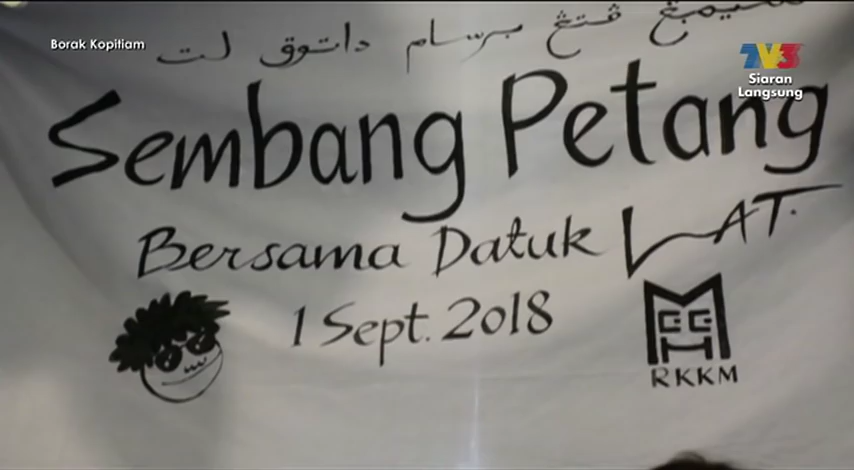 Borak Kopitiam
TV3
Siaran
Langsung
ڤتڠ برسام داتوق لت
Sembang Petang
Bersama Datuk LAT.
1 Sept. 2018
RKKM